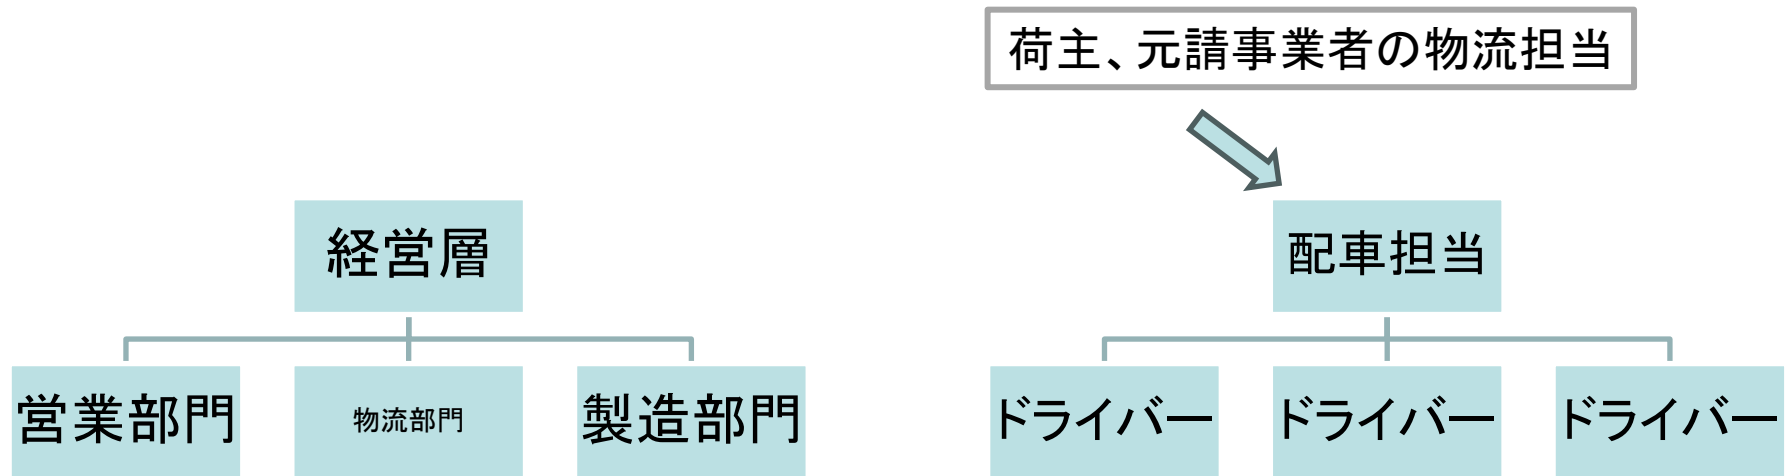 荷主、元請事業者の物流担当
経営層
配車担当
営業部門
物流部門
製造部門
ドライバー
ドライバー
ドライバー